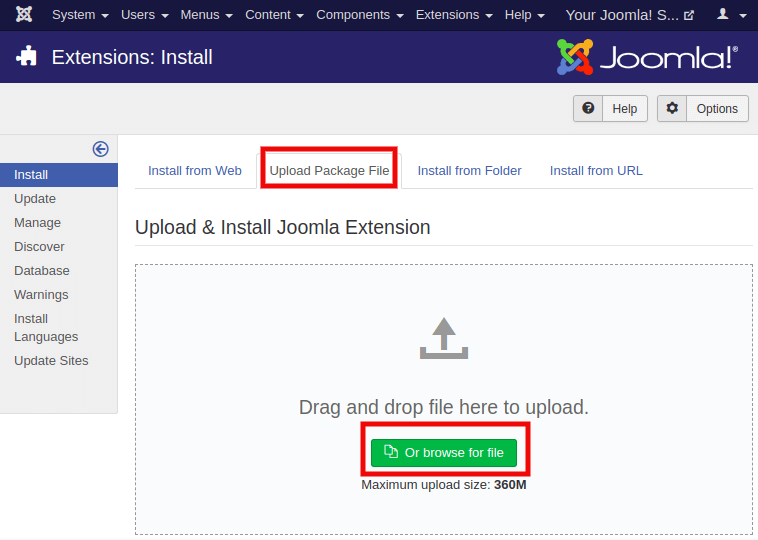 System Users Menus Content Components Extensions Help Your Joomla! S...
Extensions: Install
Joomla!®
Help Options
Install
Update
Manage
Discover
Database
Warnings
Install
Languages
Update Sites
Install from Web Upload Package File Install from Folder Install from URL
Upload & Install Joomla Extension
Drag and drop file here to upload.
Or browse for file
Maximum upload size: 360M